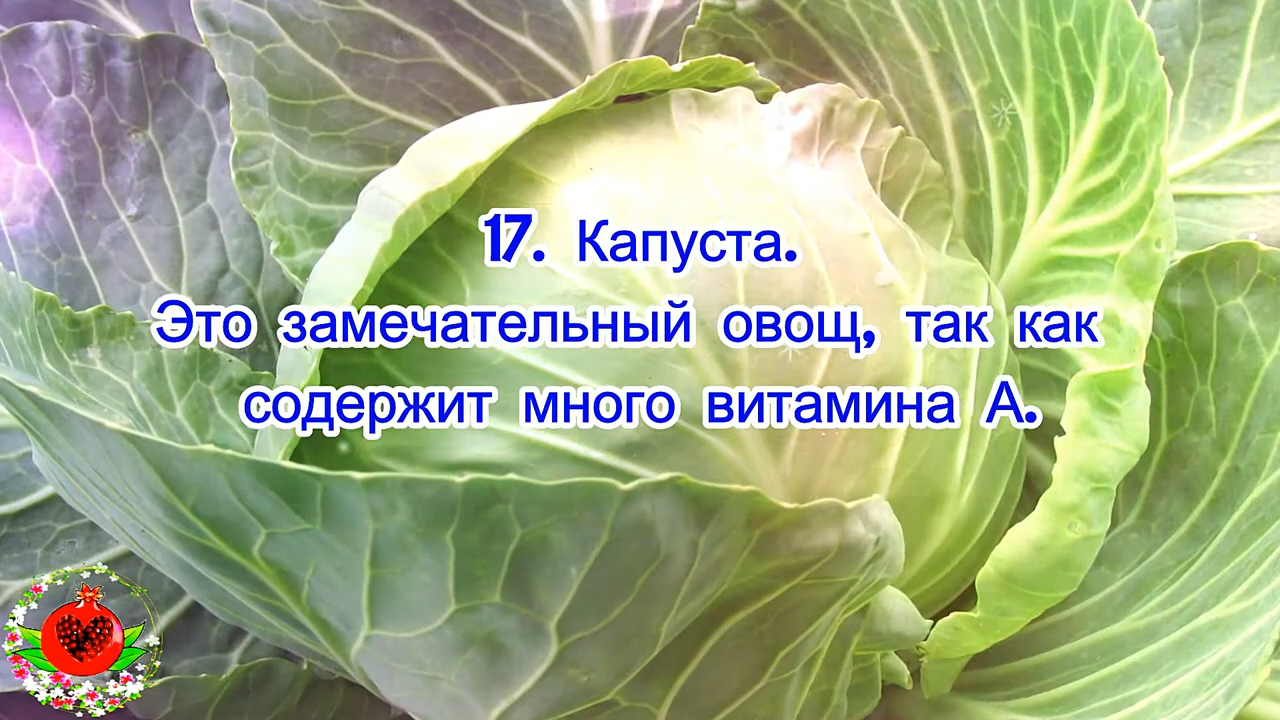 17. Капуста.
Это замечательный овощ, так как
содержит много витамина А.